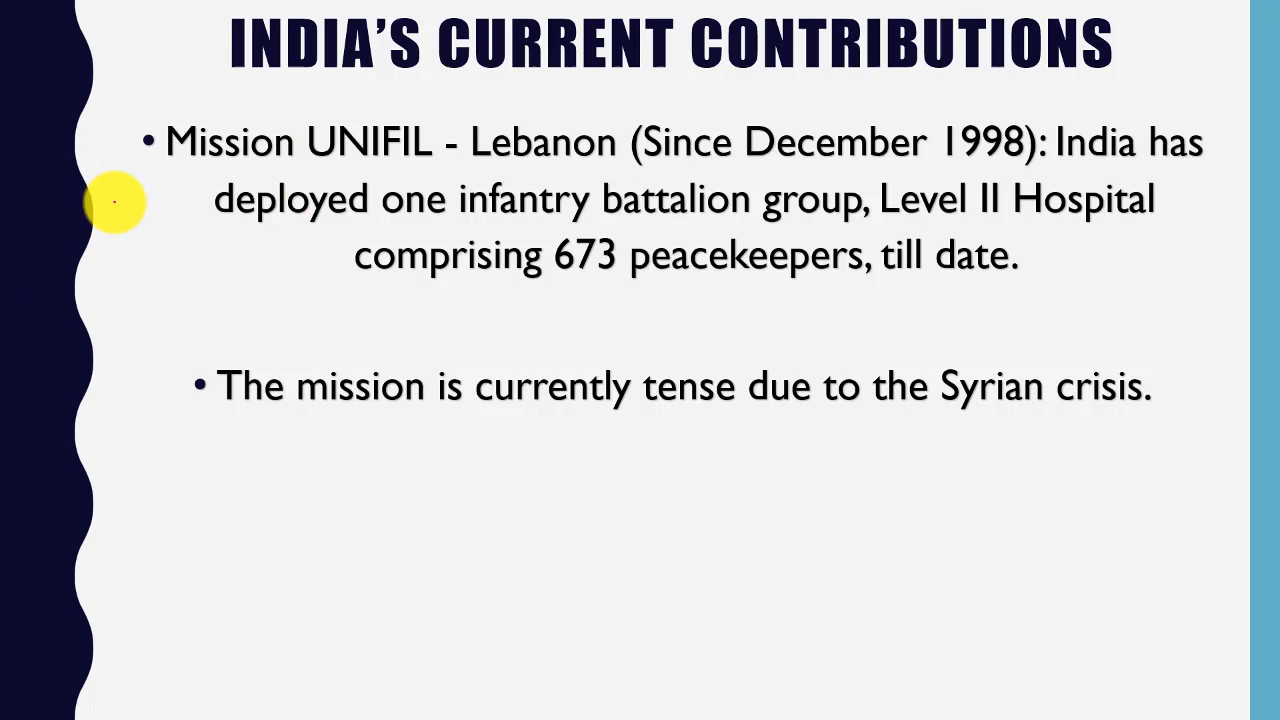 INDIA'S CURRENT CONTRIBUTIONS
• Mission UNIFIL - Lebanon (Since December 1998): India has
deployed one infantry battalion group, Level II Hospital
comprising 673 peacekeepers, till date.
• The mission is currently tense due to the Syrian crisis.